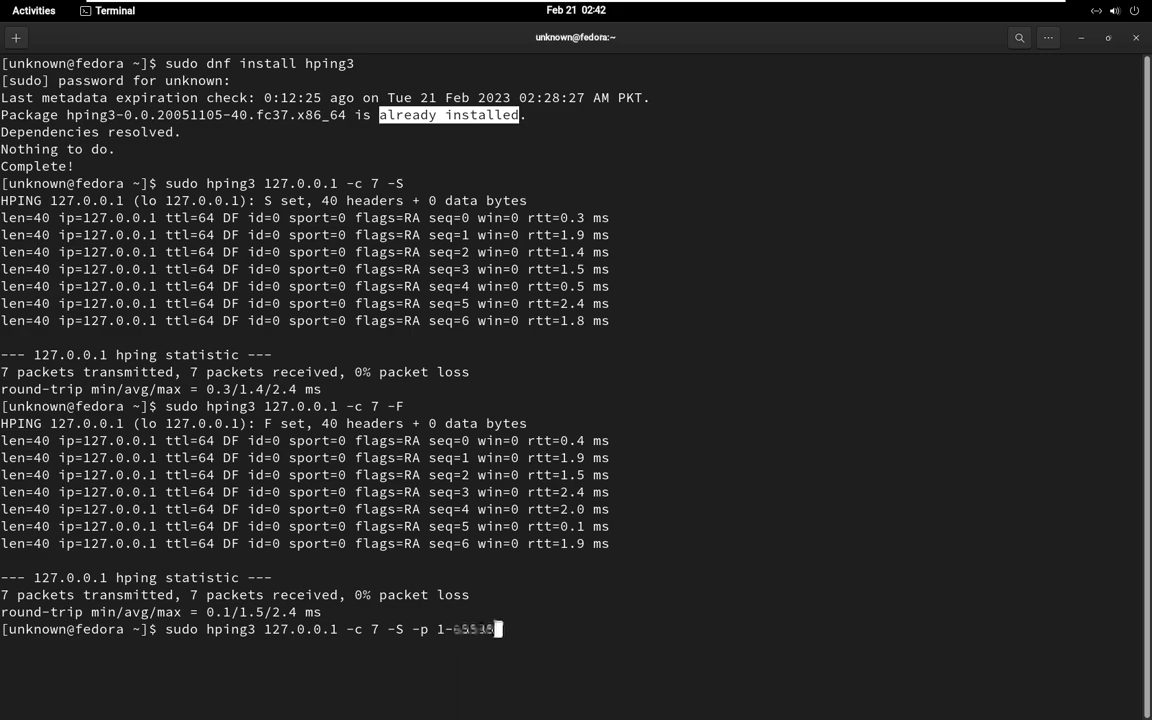 Activities Terminal Feb 21 02:42
unknown@fedora:~
[unknown@fedora ~]$ sudo dnf install hping3
[sudo] password for unknown:
Last metadata expiration check: 0:12:25 ago on Tue 21 Feb 2023 02:28:27 AM PKT.
Package hping3-0.0.20051105-40.fc37.x86_64 is already installed.
Dependencies resolved.
Nothing to do.
Complete!
[unknown@fedora ~]$ sudo hping3 127.0.0.1 -c 7 -S
HPING 127.0.0.1 (lo 127.0.0.1): S set, 40 headers + 0 data bytes
len=40 ip=127.0.0.1 ttl=64 DF id=0 sport=0 flags=RA seq=0 win=0 rtt=0.3 ms
len=40 ip=127.0.0.1 ttl=64 DF id=0 sport=0 flags=RA seq=1 win=0 rtt=1.9 ms
len=40 ip=127.0.0.1 ttl=64 DF id=0 sport=0 flags=RA seq=2 win=0 rtt=1.4 ms
len=40 ip=127.0.0.1 ttl=64 DF id=0 sport=0 flags=RA seq=3 win=0 rtt=1.5 ms
len=40 ip=127.0.0.1 ttl=64 DF id=0 sport=0 flags=RA seq=4 win=0 rtt=0.5 ms
len=40 ip=127.0.0.1 ttl=64 DF id=0 sport=0 flags=RA seq=5 win=0 rtt=2.4 ms
len=40 ip=127.0.0.1 ttl=64 DF id=0 sport=0 flags=RA seq=6 win=0 rtt=1.8 ms
--- 127.0.0.1 hping statistic ---
7 packets transmitted, 7 packets received, 0% packet loss
round-trip min/avg/max = 0.3/1.4/2.4 ms
[unknown@fedora ~]$ sudo hping3 127.0.0.1 -c 7 -F
HPING 127.0.0.1 (lo 127.0.0.1): F set, 40 headers + 0 data bytes
len=40 ip=127.0.0.1 ttl=64 DF id=0 sport=0 flags=RA seq=0 win=0 rtt=0.4 ms
len=40 ip=127.0.0.1 ttl=64 DF id=0 sport=0 flags=RA seq=1 win=0 rtt=1.9 ms
len=40 ip=127.0.0.1 ttl=64 DF id=0 sport=0 flags=RA seq=2 win=0 rtt=1.5 ms
len=40 ip=127.0.0.1 ttl=64 DF id=0 sport=0 flags=RA seq=3 win=0 rtt=2.4 ms
len=40 ip=127.0.0.1 ttl=64 DF id=0 sport=0 flags=RA seq=4 win=0 rtt=2.0 ms
len=40 ip=127.0.0.1 ttl=64 DF id=0 sport=0 flags=RA seq=5 win=0 rtt=0.1 ms
len=40 ip=127.0.0.1 ttl=64 DF id=0 sport=0 flags=RA seq=6 win=0 rtt=1.9 ms
--- 127.0.0.1 hping statistic ---
7 packets transmitted, 7 packets received, 0% packet loss
round-trip min/avg/max = 0.1/1.5/2.4 ms
[unknown@fedora ~]$ sudo hping3 127.0.0.1 -c 7 -S -p 1-